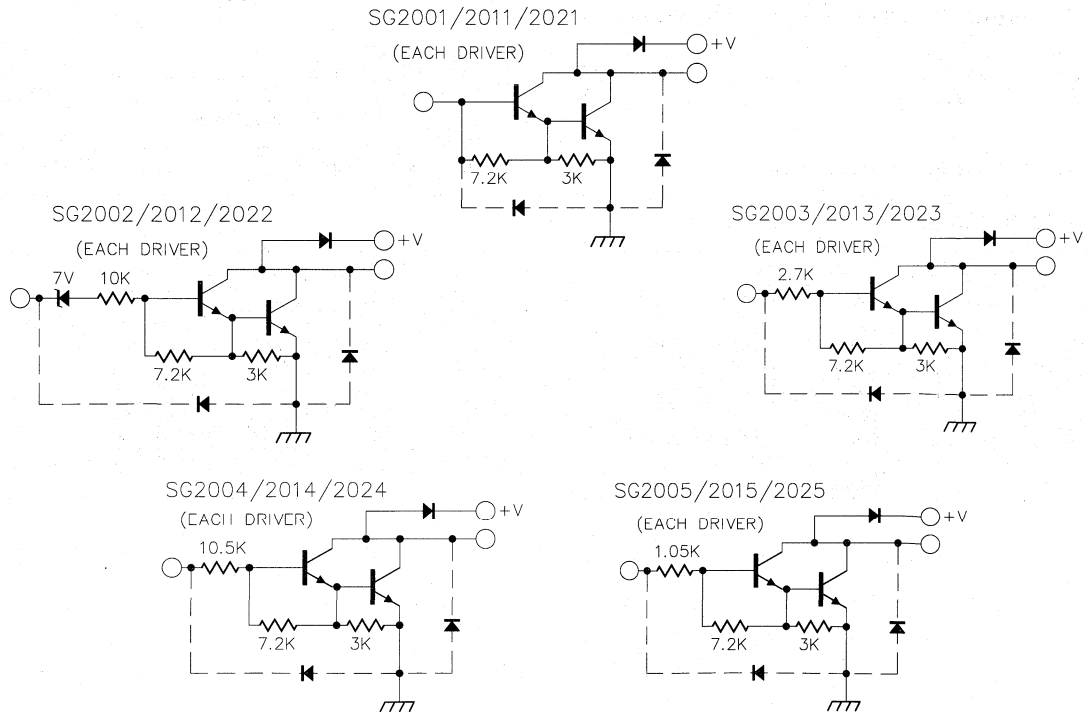 SG2001/2011/2021
(EACH DRIVER)
+V
7.2K
3K
SG2002/2012/2022
(EACH DRIVER)
+V
7V
10K
7.2K
3K
SG2003/2013/2023
(EACH DRIVER)
+V
2.7K
7.2K
3K
SG2004/2014/2024
(EACH DRIVER)
+V
10.5K
7.2K
3K
SG2005/2015/2025
(EACH DRIVER)
+V
1.05K
7.2K
3K